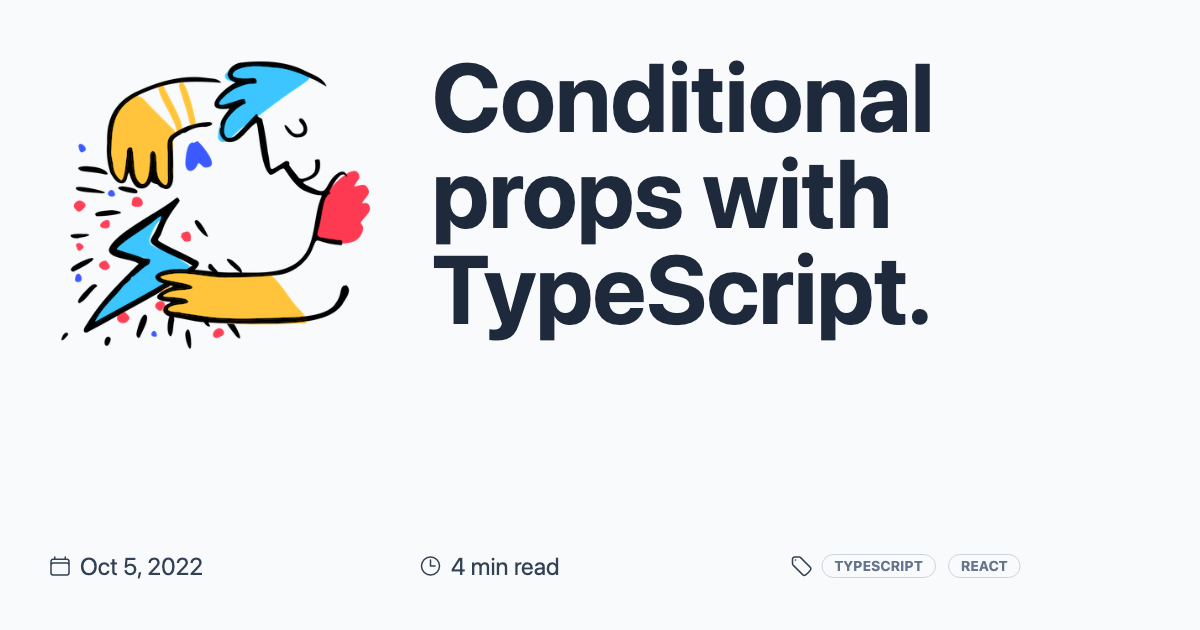 Conditional
props with
TypeScript.
Oct 5, 2022
4 min read
TYPESCRIPT
REACT